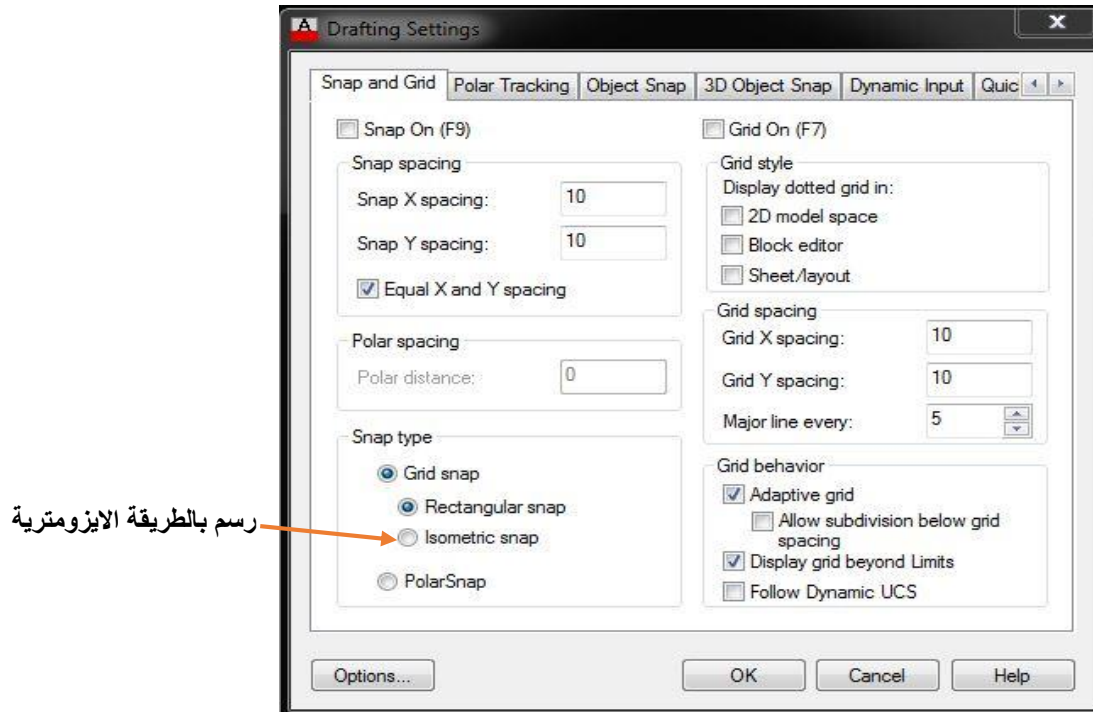 Drafting Settings
Snap and Grid Polar Tracking Object Snap 3D Object Snap Dynamic Input Quic
Snap On (F9)
Snap spacing
Snap X spacing: 10
Snap Y spacing: 10
Equal X and Y spacing
Polar spacing
Polar distance: 0
Snap type
Grid snap
Rectangular snap
Isometric snap
PolarSnap
رسم بالطريقة الايزومترية
Grid On (F7)
Grid style
Display dotted grid in:
2D model space
Block editor
Sheet/layout
Grid spacing
Grid X spacing: 10
Grid Y spacing: 10
Major line every: 5
Grid behavior
Adaptive grid
Allow subdivision below grid
spacing
Display grid beyond Limits
Follow Dynamic UCS
Options... OK Cancel Help